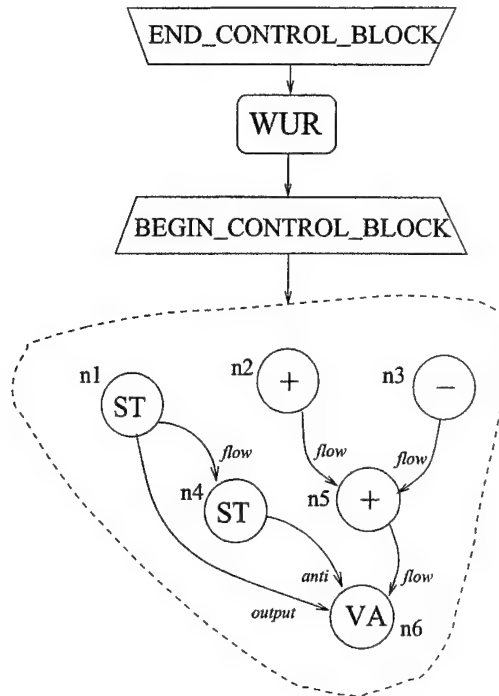 END_CONTROL_BLOCK
WUR
BEGIN_CONTROL_BLOCK
n1
ST
n2
+
n3
−
flow
flow
flow
n4
ST
n5
+
anti
flow
output
VA
n6